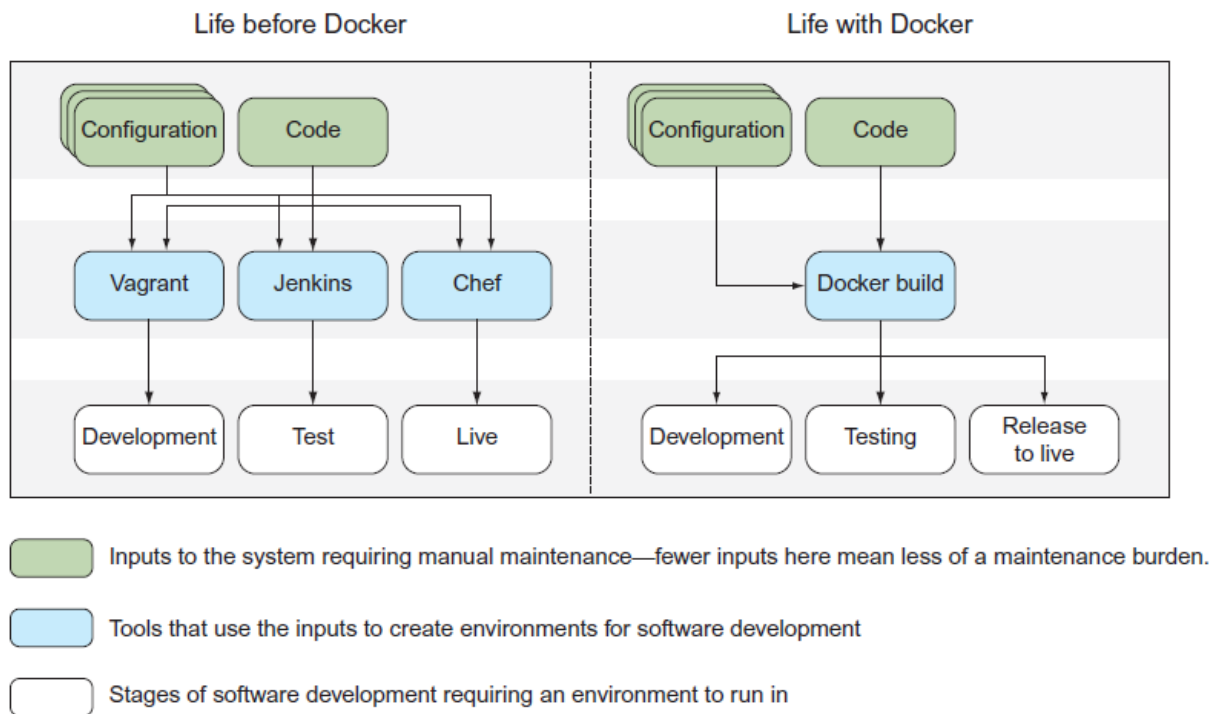 Life before Docker
Life with Docker
Configuration
Code
Configuration
Code
Vagrant
Jenkins
Chef
Docker build
Development
Test
Live
Development
Testing
Release
to live
Inputs to the system requiring manual maintenance—fewer inputs here mean less of a maintenance burden.
Tools that use the inputs to create environments for software development
Stages of software development requiring an environment to run in